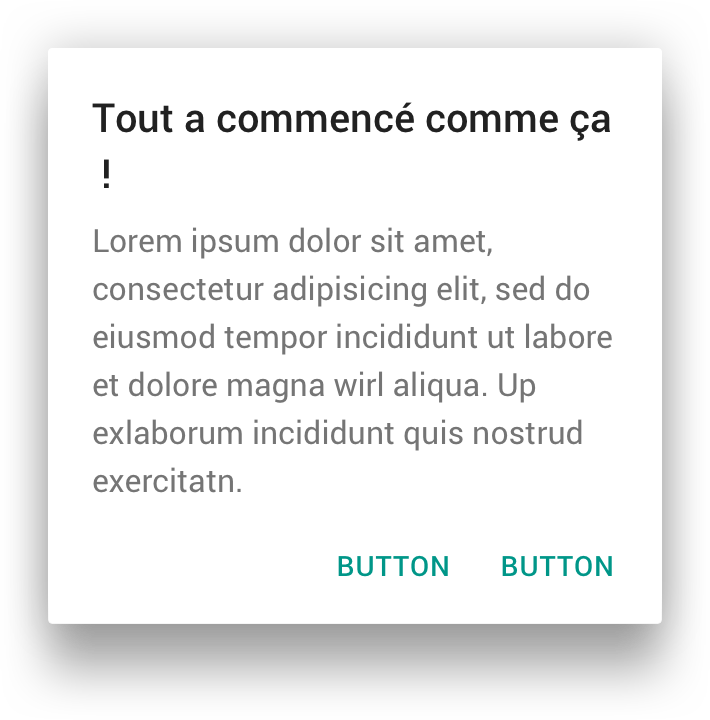 Tout a commencé comme ça
!
Lorem ipsum dolor sit amet,
consectetur adipisicing elit, sed do
eiusmod tempor incididunt ut labore
et dolore magna wirl aliqua. Up
exlaborum incididunt quis nostrud
exercitatn.
BUTTON BUTTON